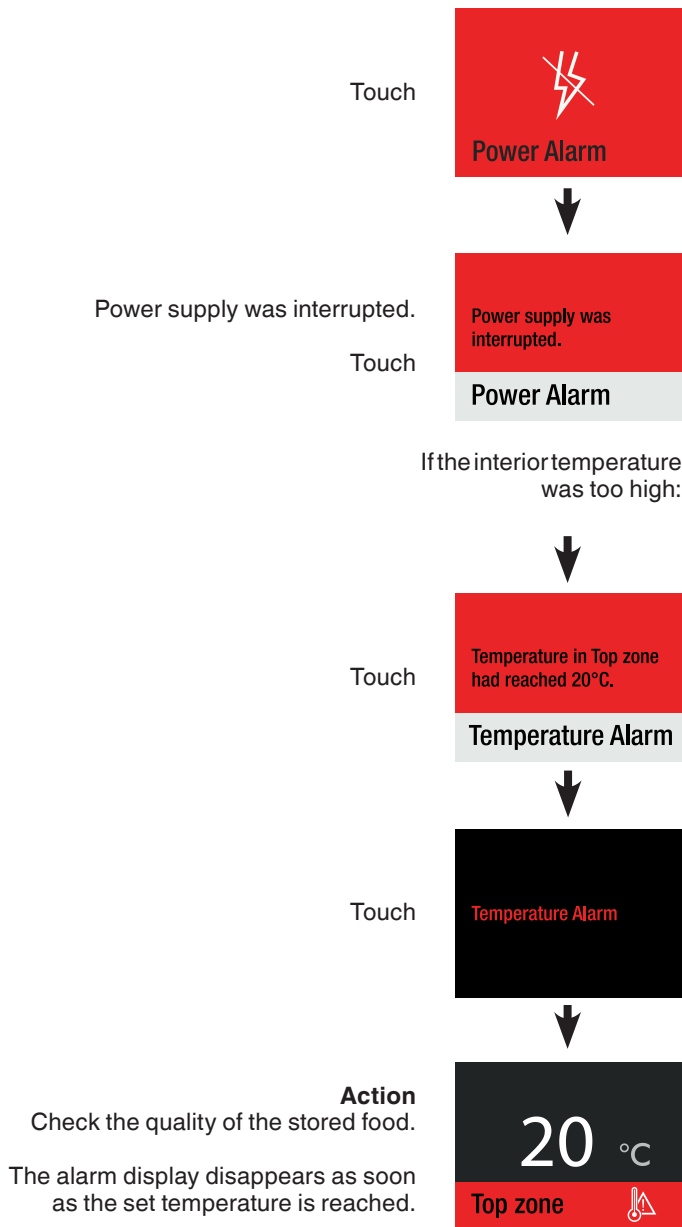 Touch
Power Alarm
Power supply was interrupted.
Touch
Power supply was
interrupted.
Power Alarm
If the interior temperature
was too high:
Touch
Temperature in Top zone
had reached 20°C.
Temperature Alarm
Touch
Temperature Alarm
Action
Check the quality of the stored food.
The alarm display disappears as soon
as the set temperature is reached.
20 °C
Top zone